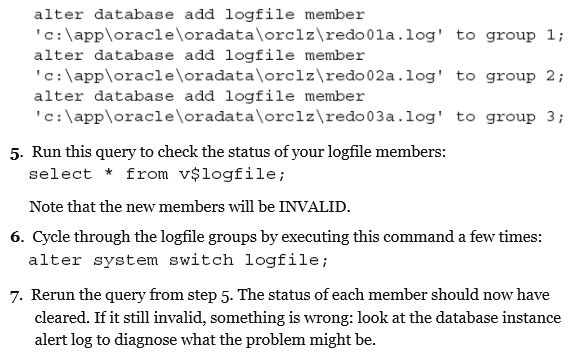 alter database add logfile member
'c:\app\oracle\oradata\orclz\redo01a.log' to group 1;
alter database add logfile member
'c:\app\oracle\oradata\orclz\redo02a.log' to group 2;
alter database add logfile member
'c:\app\oracle\oradata\orclz\redo03a.log' to group 3;
5. Run this query to check the status of your logfile members:
select * from v$logfile;
Note that the new members will be INVALID.
6. Cycle through the logfile groups by executing this command a few times:
alter system switch logfile;
7. Rerun the query from step 5. The status of each member should now have
cleared. If it still invalid, something is wrong: look at the database instance
alert log to diagnose what the problem might be.